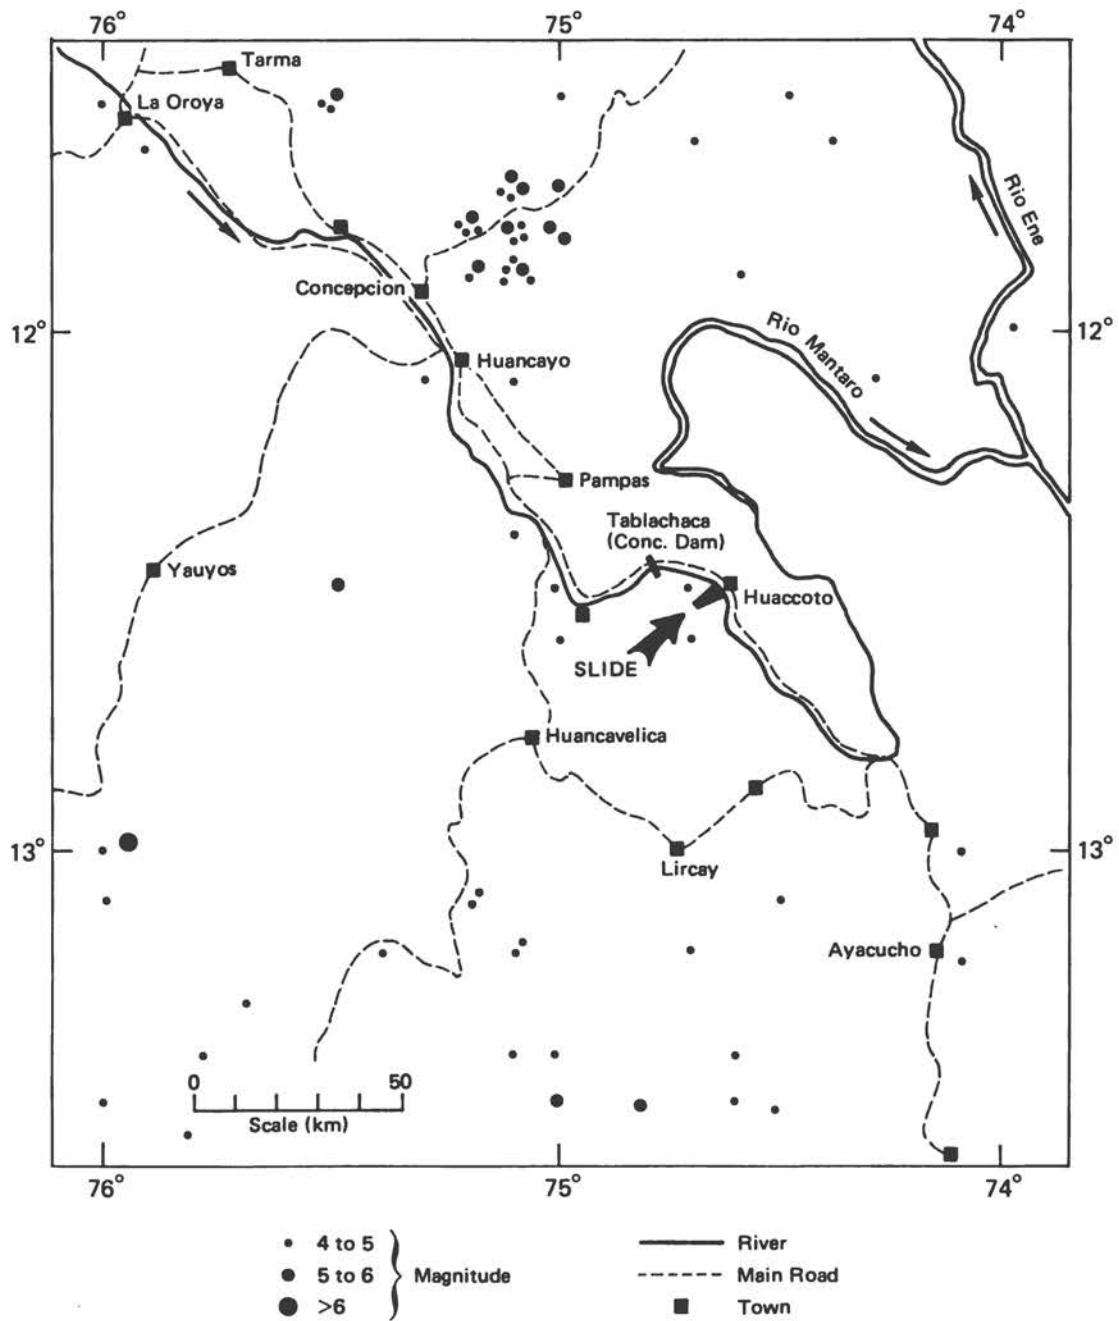 76°
75°
74°
Tarma
La Oroya
Rio Ene
Concepcion
12°
Rio Mantaro
12°
Huancayo
Pampas
Tablachaca
(Conc. Dam)
Yauyos
Huaccoto
SLIDE
Huancavelica
13°
13°
Lircay
Ayacucho
0 50
Scale (km)
76°
75°
74°
4 to 5
5 to 6
>6
Magnitude
River
Main Road
Town